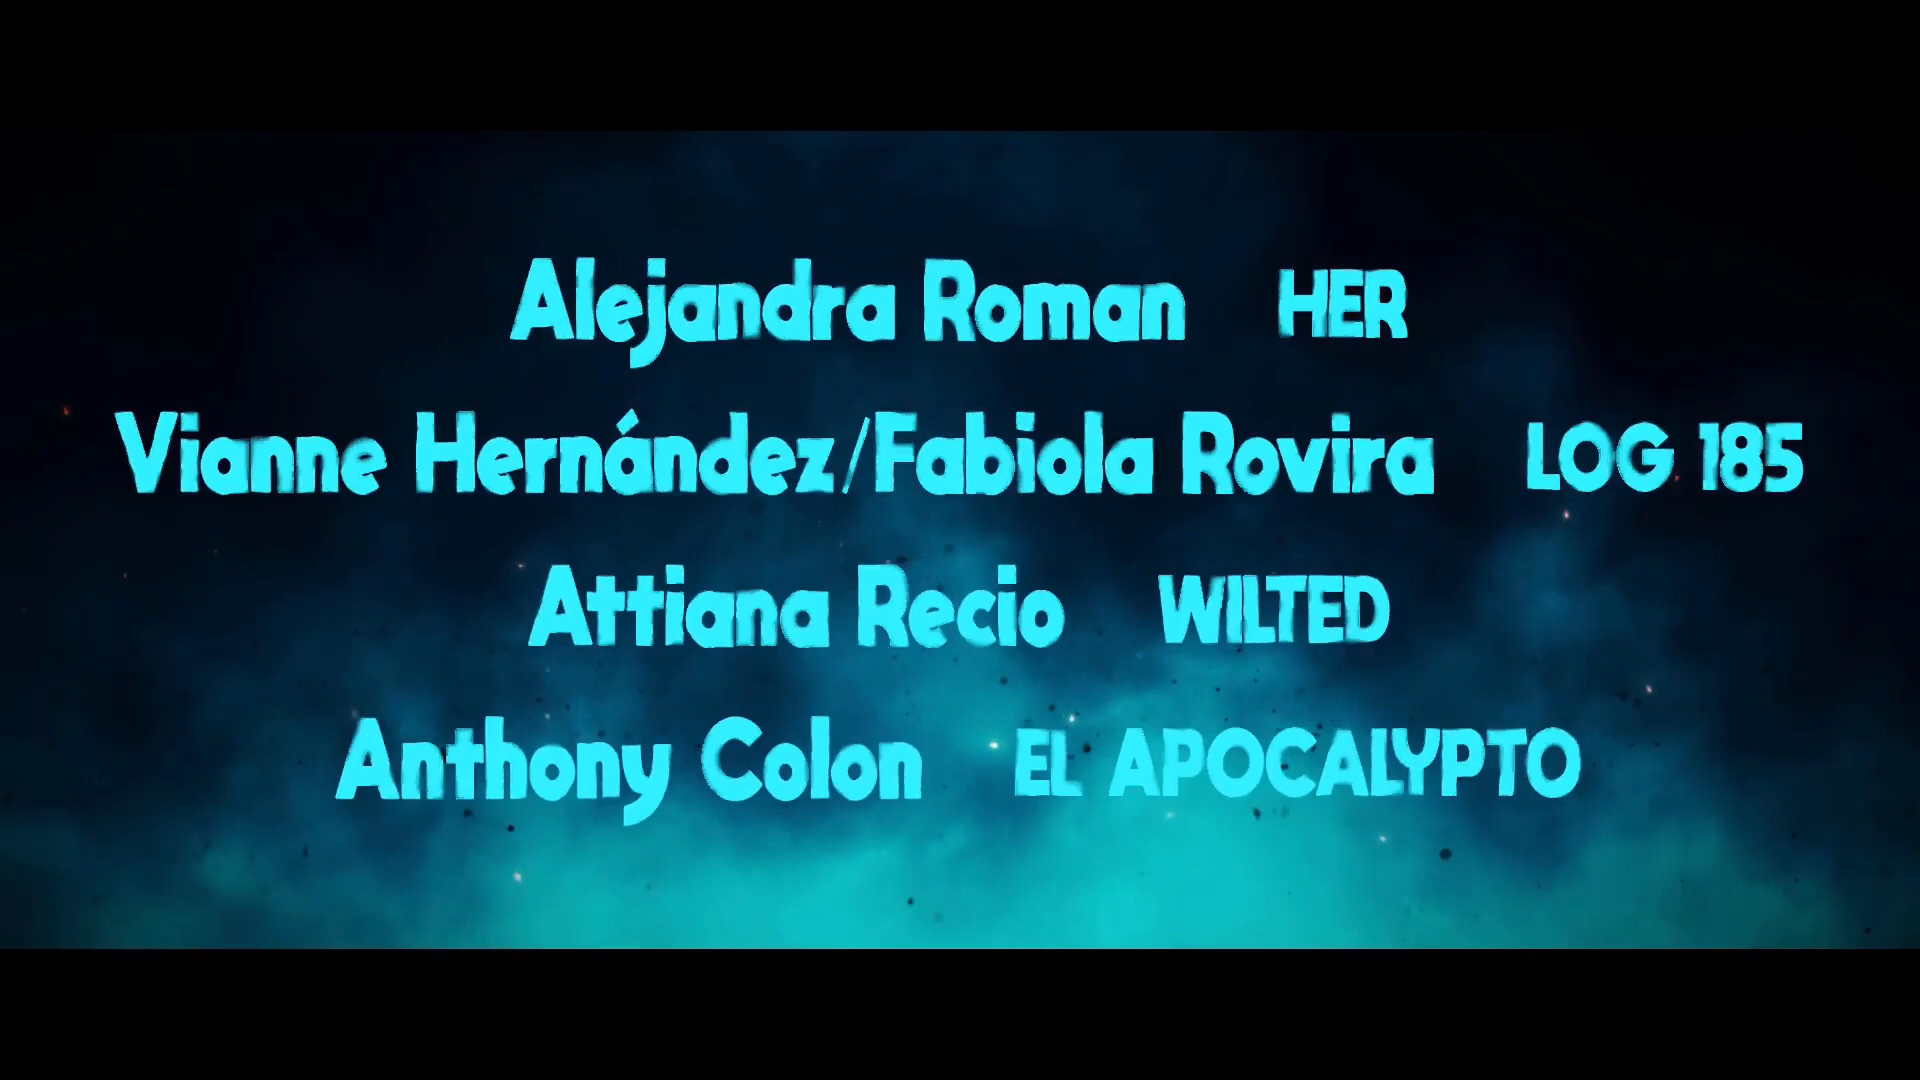 Alejandra Roman HER
Vianne Hernández/Fabiola Rovira LOG 185
Attiana Recio WILTED
Anthony Colon EL APOCALYPTO